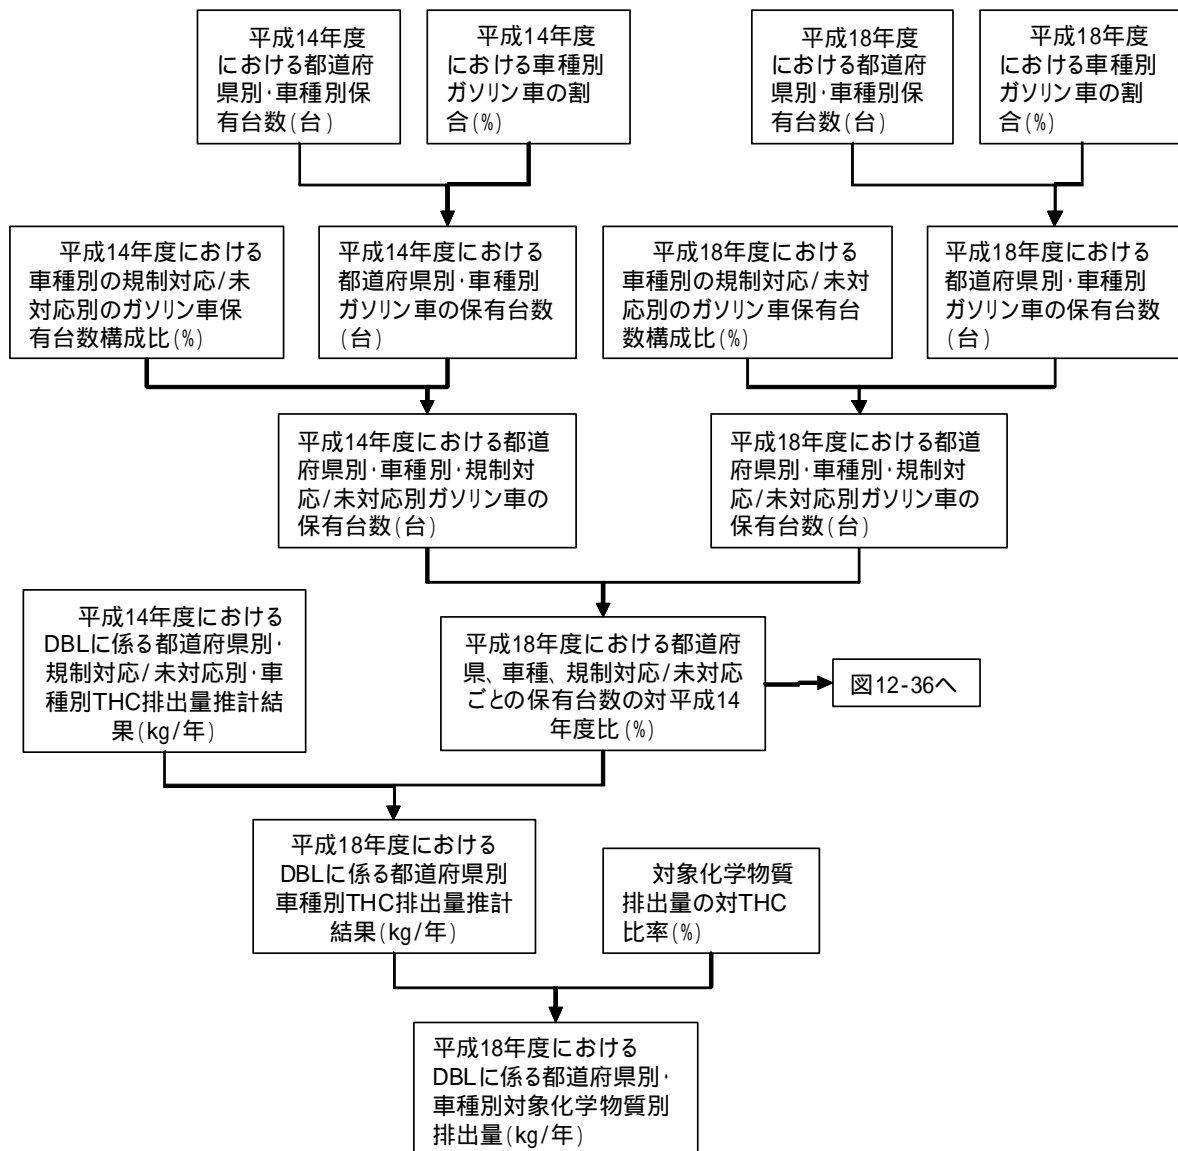 平成14年度
における都道府
県別・車種別保
有台数(台)
平成14年度
における車種別
ガソリン車の割
合(%)
平成18年度
における都道府
県別・車種別保
有台数(台)
平成18年度
における車種別
ガソリン車の割
合(%)
平成14年度における
車種別の規制対応/未
対応別のガソリン車保
有台数構成比(%)
平成14年度における
都道府県別・車種別
ガソリン車の保有台数
(台)
平成18年度における
車種別の規制対応/未対
応別のガソリン車保有台
数構成比(%)
平成18年度における
都道府県別・車種別
ガソリン車の保有台数
(台)
平成14年度における都道
府県別・車種別・規制対
応/未対応別ガソリン車の
保有台数(台)
平成18年度における都道
府県別・車種別・規制対
応/未対応別ガソリン車の
保有台数(台)
平成14年度における
DBLに係る都道府県別・
規制対応/未対応別・車
種別THC排出量推計結
果(kg/年)
平成18年度における都道府
県、車種、規制対応/未対応
ごとの保有台数の対平成14
年度比(%)
図12-36へ
平成18年度における
DBLに係る都道府県別
車種別THC排出量推計
結果(kg/年)
対象化学物質
排出量の対THC
比率(%)
平成18年度における
DBLに係る都道府県別・
車種別対象化学物質別
排出量(kg/年)